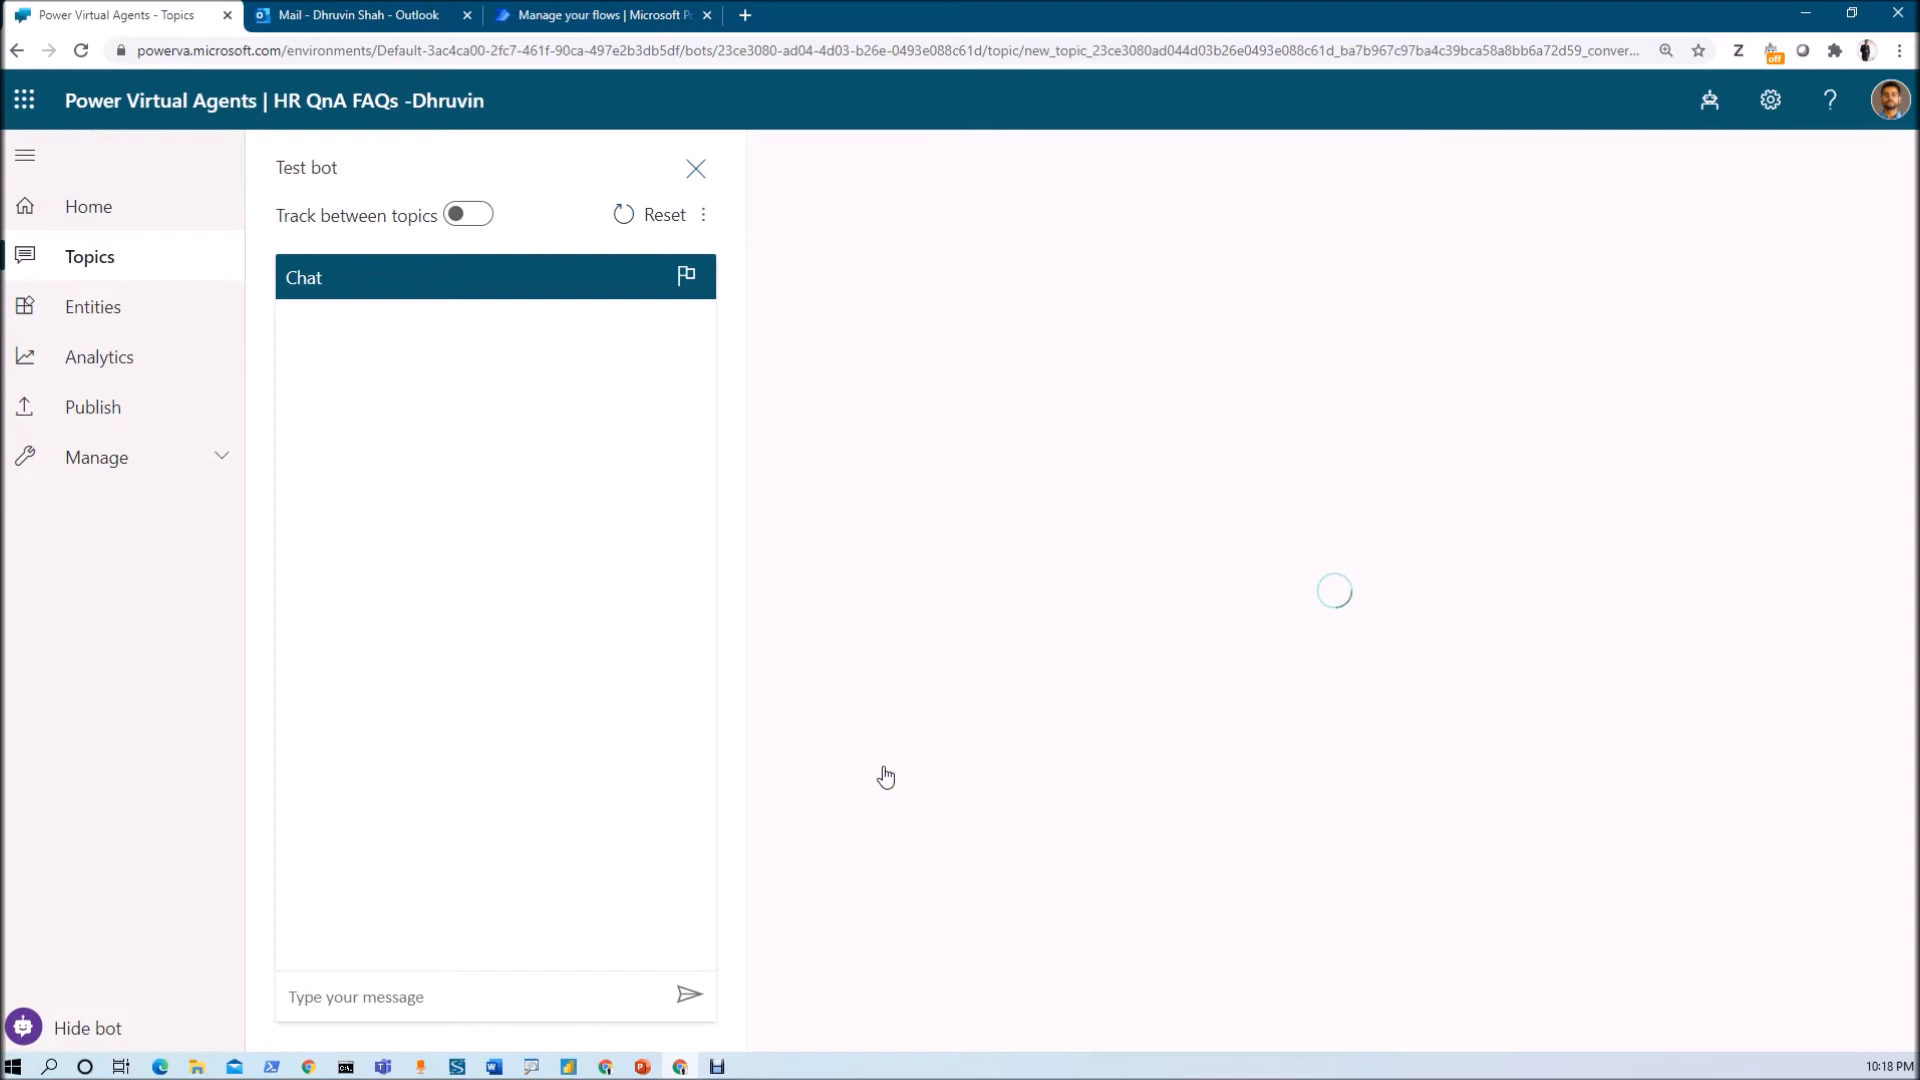 Power Virtual Agents - Topics
Mail - Dhruvin Shah - Outlook
Manage your flows | Microsoft P
powerva.microsoft.com/environments/Default-3ac4ca00-2fc7-461f-90ca-497e2b3db5df/bots/23ce3080-ad04-4d03-b26e-0493e088c61d/topic/new_topic_23ce3080ad044d03b26e0493e088c61d_ba7b967c97ba4c39bca58a8bb6a72d59_conver...
Z
off
Power Virtual Agents | HR QnA FAQs -Dhruvin
Test bot
Track between topics
Reset
Home
Topics
Entities
Analytics
Publish
Manage
Chat
Type your message
Hide bot
10:18 PM